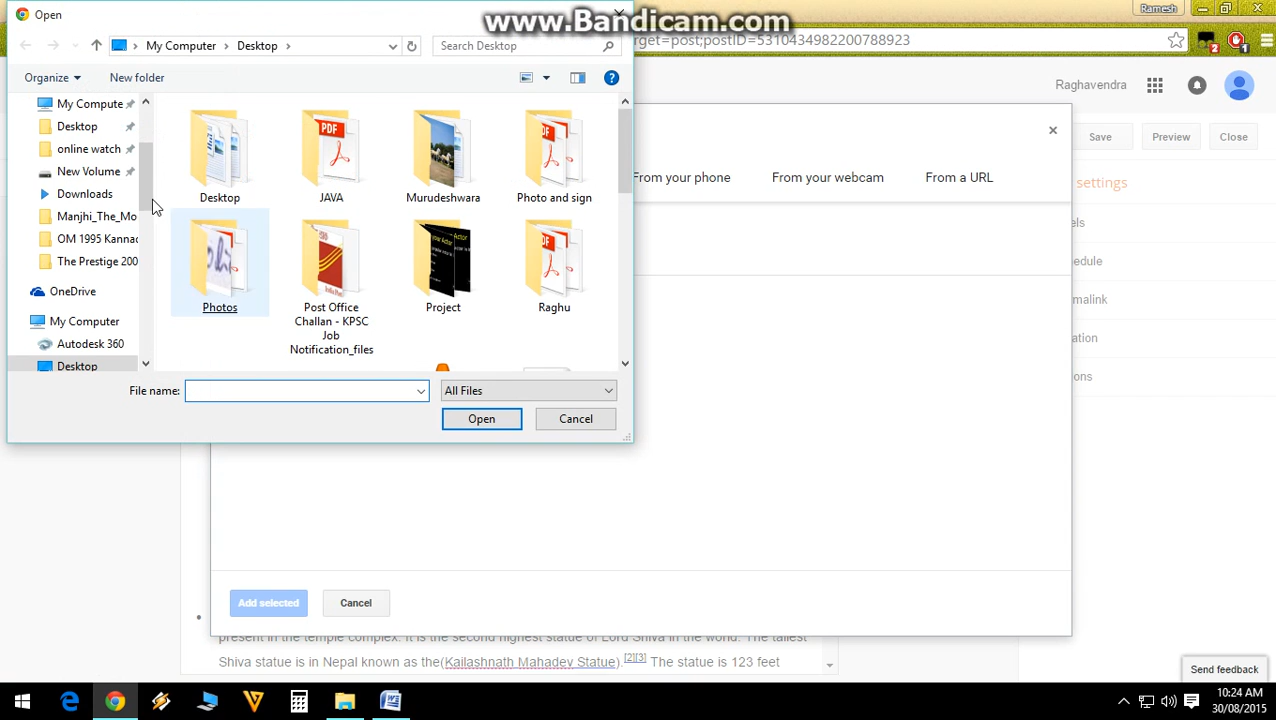 Open
www.Bandicam.com
Ramesh
My Computer
Desktop
Search Desktop
rget=post;postID=5310434982200788923
2
1
Organize
New folder
Raghavendra
My Compute
Desktop
online watch
New Volume
Downloads
Manjhi_The_Mo
OM 1995 Kannac
The Prestige 200
OneDrive
My Computer
Autodesk 360
Desktop
PDF
Desktop
JAVA
Murudeshwara
Photo and sign
Photos
Post Office
Challan - KPSC
Job
Notification_files
Project
Raghu
File name:
All Files
Open
Cancel
From your phone
From your webcam
From a URL
Save
Preview
Close
settings
els
edule
malink
ation
ons
Add selected
Cancel
present in the temple complex. It is the second highest statue of Lord Shiva in the world. The tallest
Shiva statue is in Nepal known as the(Kailashnath Mahadev Statue).[2][3] The statue is 123 feet
Send feedback
10:24 AM
30/08/2015